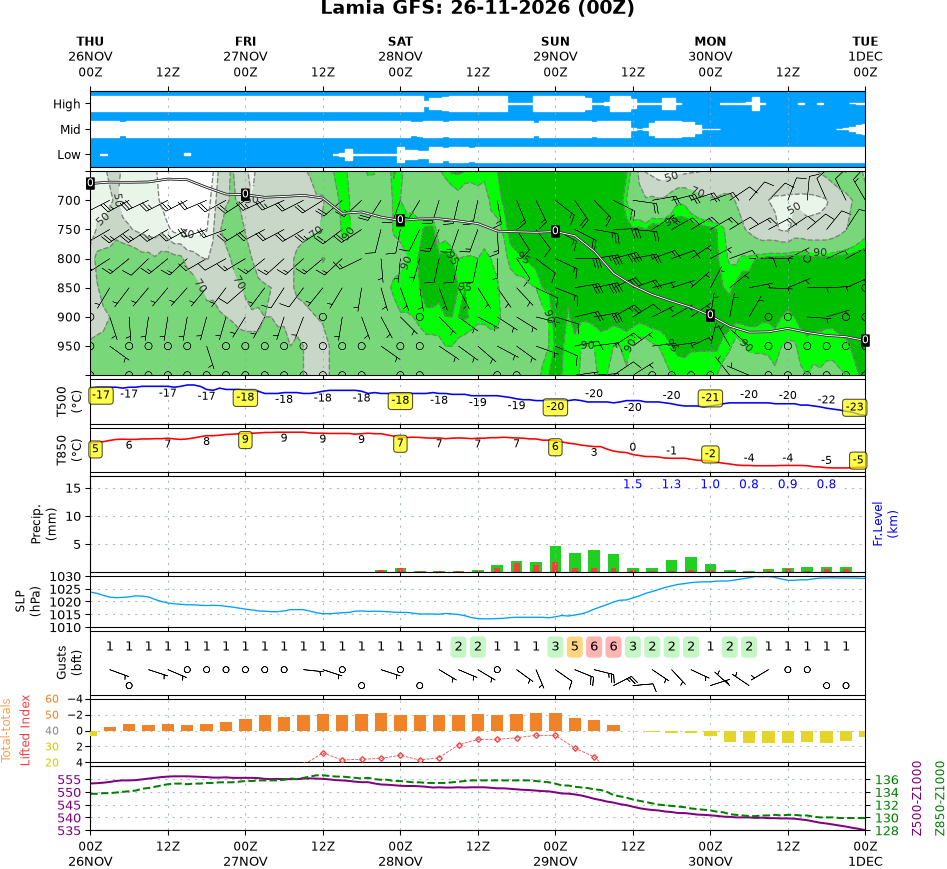 Lamia GFS: 26-11-2026 (00Z)
THU FRI SAT SUN MON TUE
26NOV 27NOV 28NOV 29NOV 30NOV 1DEC
00Z 12Z 00Z 12Z 00Z 12Z 00Z 12Z 00Z 12Z 00Z
High
Mid
Low
700
750
800
850
900
950
T500 (°C)
-17 -17 -17 -17 -18 -18 -18 -18 -18 -18 -19 -19 -20 -20 -20 -20 -21 -20 -20 -22 -23
T850 (°C)
5 6 7 8 9 9 9 9 7 7 7 7 6 3 0 -1 -2 -4 -4 -5 -5
1.5 1.3 1.0 0.8 0.9 0.8
Precip. (mm)
15
10
5
Fr.Level (km)
SLP (hPa)
1030
1025
1020
1015
1010
Gusts (bft)
1 1 1 1 1 1 1 1 1 1 1 1 1 1 1 1 1 1 2 2 1 1 1 3 5 6 6 3 2 2 2 1 2 2 1 1 1 1 1
Total-totals
60
50
40
30
20
Lifted Index
−4
−2
0
2
4
555
550
545
540
535
136
134
132
130
128
Z500-Z1000
Z850-Z1000
00Z 12Z 00Z 12Z 00Z 12Z 00Z 12Z 00Z 12Z 00Z
26NOV 27NOV 28NOV 29NOV 30NOV 1DEC